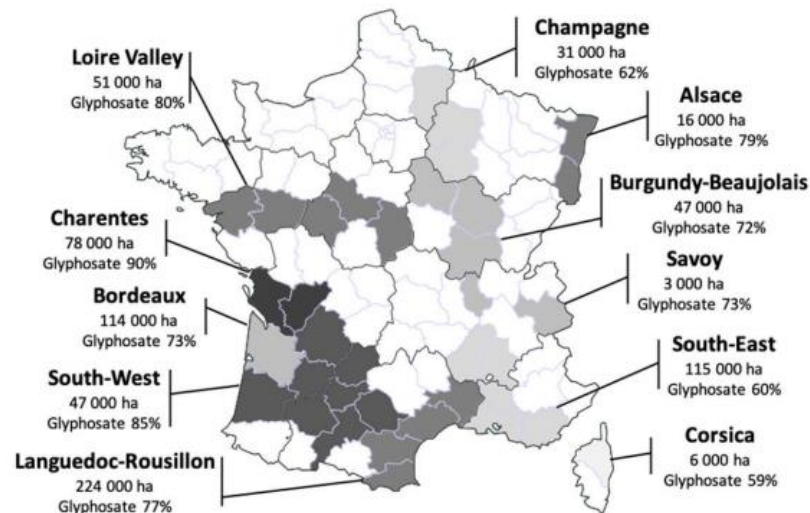 Champagne
31 000 ha
Glyphosate 62%
Loire Valley
51 000 ha
Glyphosate 80%
Alsace
16 000 ha
Glyphosate 79%
Burgundy-Beaujolais
47 000 ha
Glyphosate 72%
Charentes
78 000 ha
Glyphosate 90%
Savoy
3 000 ha
Glyphosate 73%
Bordeaux
114 000 ha
Glyphosate 73%
South-East
115 000 ha
Glyphosate 60%
South-West
47 000 ha
Glyphosate 85%
Corsica
6 000 ha
Glyphosate 59%
Languedoc-Rousillon
224 000 ha
Glyphosate 77%